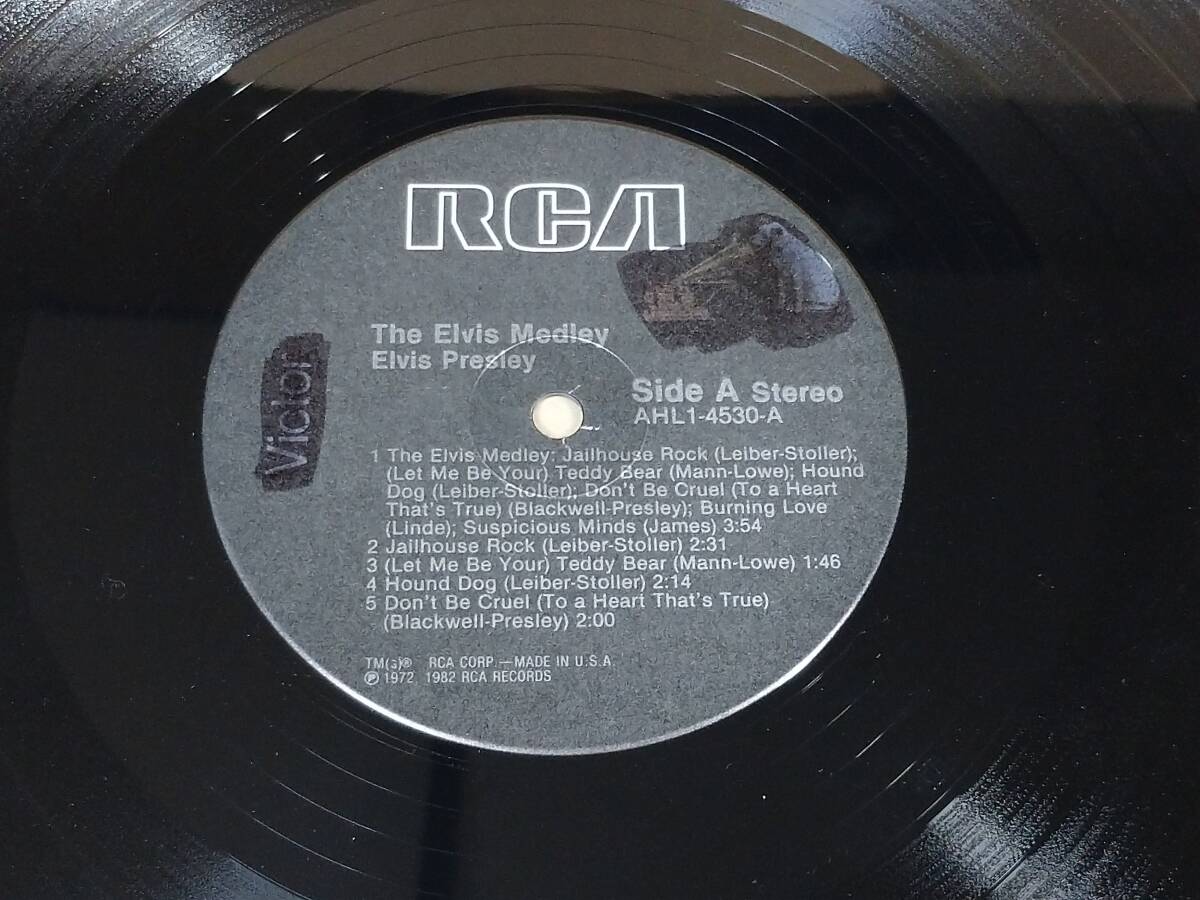 RCA
Victor
The Elvis Medley
Elvis Presley
Side A Stereo
AHL1-4530-A
1 The Elvis Medley: Jailhouse Rock (Leiber-Stoller);
(Let Me Be Your) Teddy Bear (Mann-Lowe); Hound
Dog (Leiber-Stoller); Don't Be Cruel (To a Heart
That's True) (Blackwell-Presley); Burning Love
(Linde); Suspicious Minds (James) 3:54
2 Jailhouse Rock (Leiber-Stoller) 2:31
3 (Let Me Be Your) Teddy Bear (Mann-Lowe) 1:46
4 Hound Dog (Leiber-Stoller) 2:14
5 Don't Be Cruel (To a Heart That's True)
(Blackwell-Presley) 2:00
TM(s)® RCA CORP.—MADE IN U.S.A.
℗ 1972, 1982 RCA RECORDS